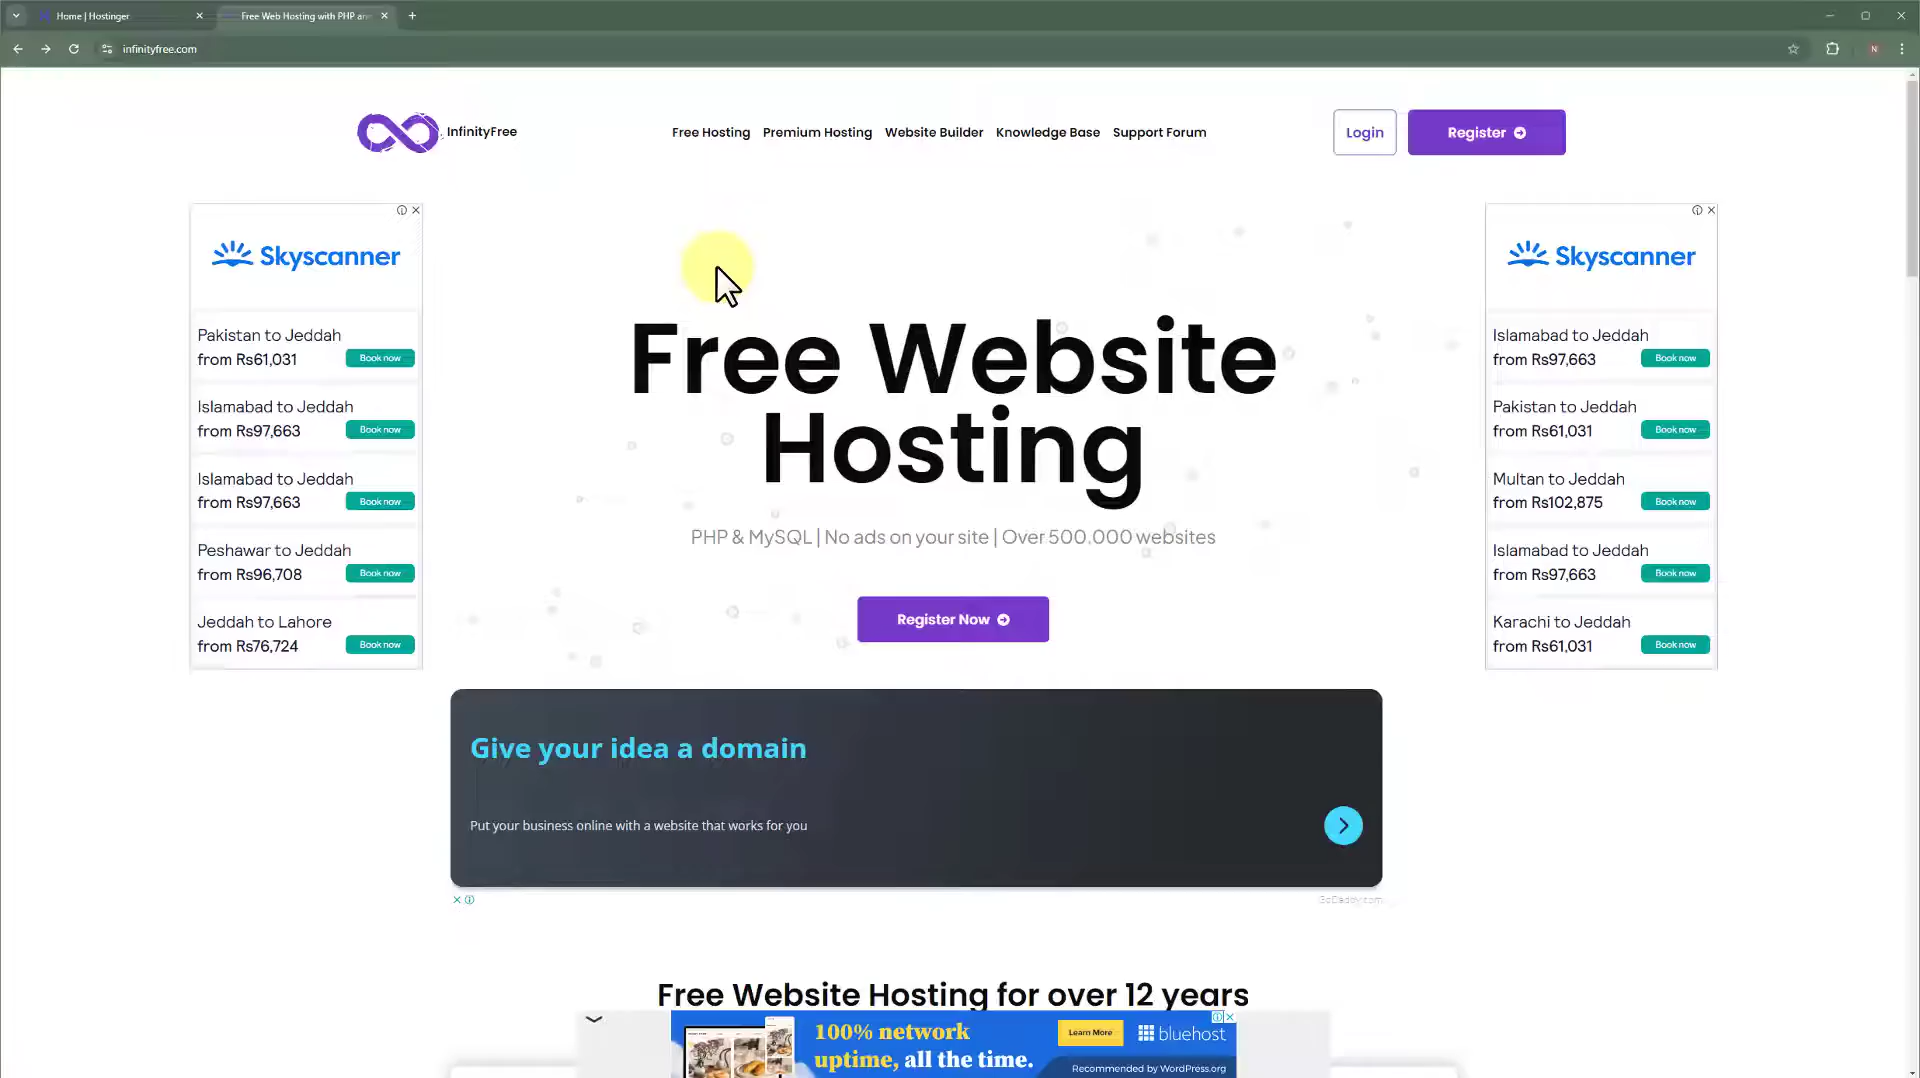 Home | Hostinger
Free Web Hosting with PHP an
infinityfree.com
N
InfinityFree
Free Hosting
Premium Hosting
Website Builder
Knowledge Base
Support Forum
Login
Register
Skyscanner
Pakistan to Jeddah
from Rs61,031
Book now
Islamabad to Jeddah
from Rs97,663
Book now
Islamabad to Jeddah
from Rs97,663
Book now
Peshawar to Jeddah
from Rs96,708
Book now
Jeddah to Lahore
from Rs76,724
Book now
Free Website
Hosting
PHP & MySQL | No ads on your site | Over 500.000 websites
Register Now
Skyscanner
Islamabad to Jeddah
from Rs97,663
Book now
Pakistan to Jeddah
from Rs61,031
Book now
Multan to Jeddah
from Rs102,875
Book now
Islamabad to Jeddah
from Rs97,663
Book now
Karachi to Jeddah
from Rs61,031
Book now
Give your idea a domain
Put your business online with a website that works for you
GoDaddy.com
Free Website Hosting for over 12 years
100% network
uptime, all the time.
Learn More
bluehost
Recommended by WordPress.org